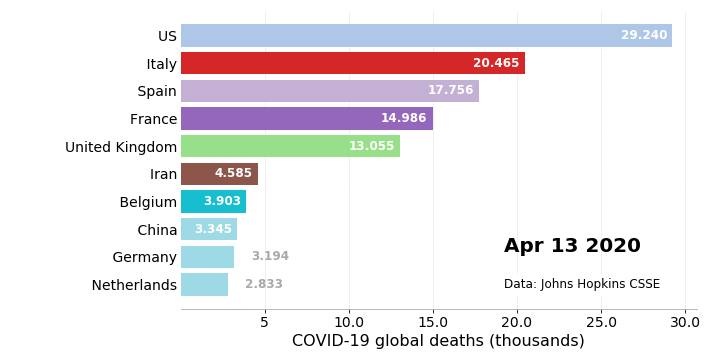 US 29.240
Italy 20.465
Spain 17.756
France 14.986
United Kingdom 13.055
Iran 4.585
Belgium 3.903
China 3.345
Germany 3.194
Netherlands 2.833
Apr 13 2020
Data: Johns Hopkins CSSE
5 10.0 15.0 20.0 25.0 30.0
COVID-19 global deaths (thousands)